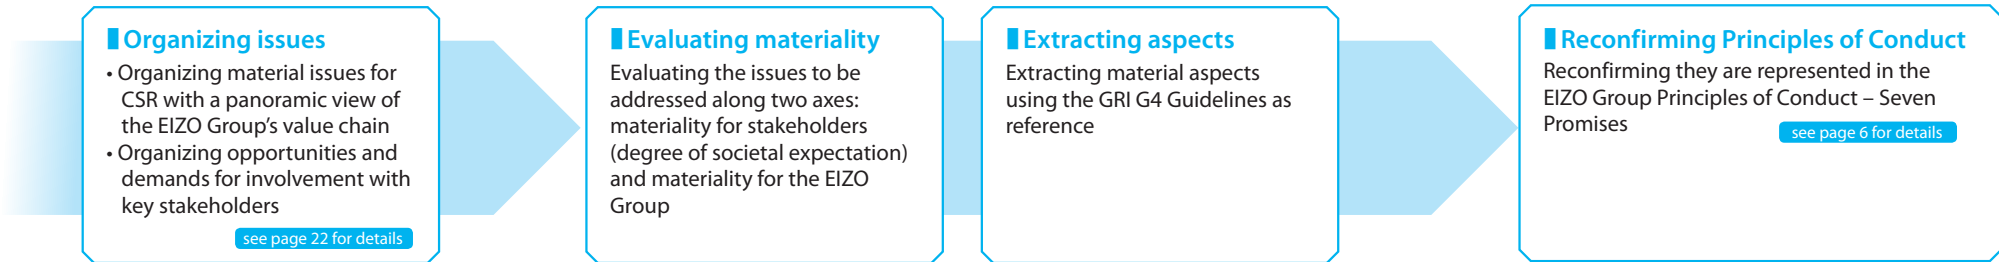 Organizing issues
• Organizing material issues for
CSR with a panoramic view of
the EIZO Group’s value chain
• Organizing opportunities and
demands for involvement with
key stakeholders
see page 22 for details
Evaluating materiality
Evaluating the issues to be
addressed along two axes:
materiality for stakeholders
(degree of societal expectation)
and materiality for the EIZO
Group
Extracting aspects
Extracting material aspects
using the GRI G4 Guidelines as
reference
Reconfirming Principles of Conduct
Reconfirming they are represented in the
EIZO Group Principles of Conduct – Seven
Promises
see page 6 for details